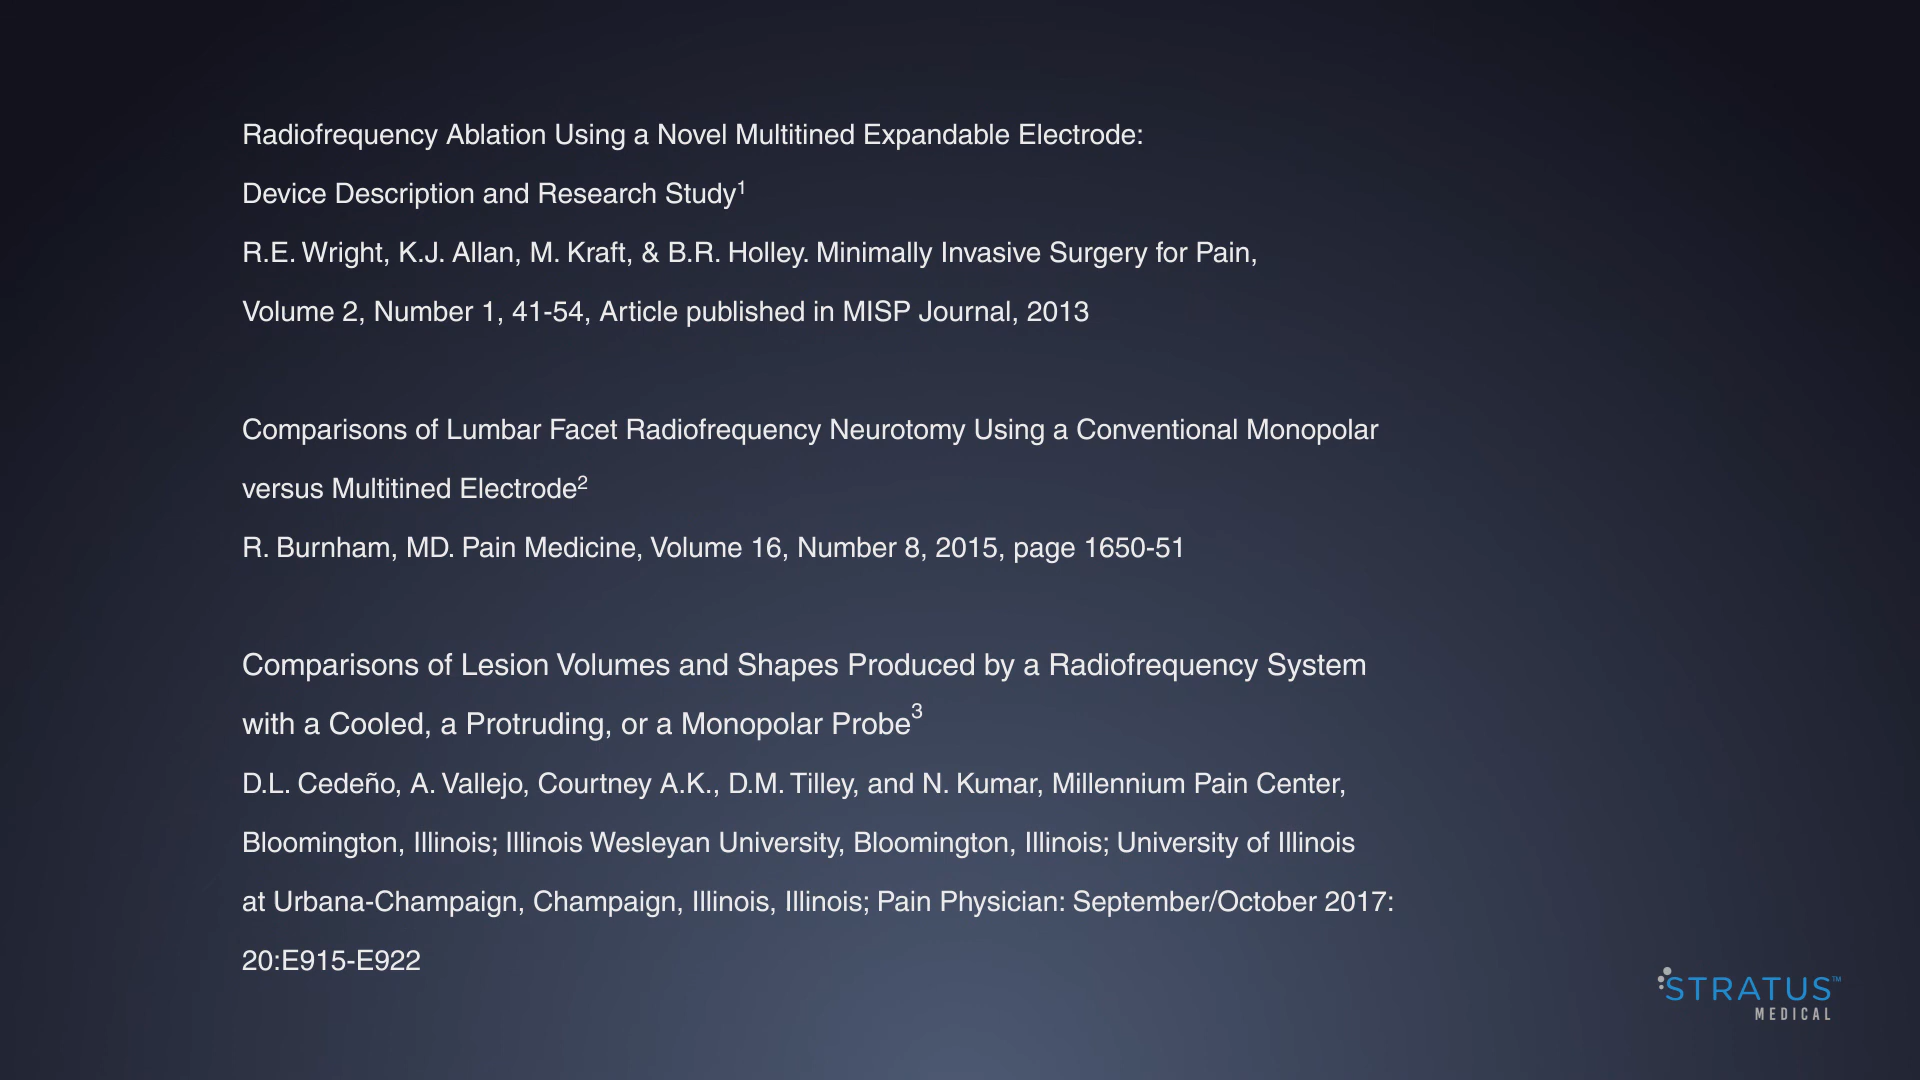 Radiofrequency Ablation Using a Novel Multitined Expandable Electrode:
Device Description and Research Study¹
R.E. Wright, K.J. Allan, M. Kraft, & B.R. Holley. Minimally Invasive Surgery for Pain,
Volume 2, Number 1, 41-54, Article published in MISP Journal, 2013
Comparisons of Lumbar Facet Radiofrequency Neurotomy Using a Conventional Monopolar
versus Multitined Electrode²
R. Burnham, MD. Pain Medicine, Volume 16, Number 8, 2015, page 1650-51
Comparisons of Lesion Volumes and Shapes Produced by a Radiofrequency System
with a Cooled, a Protruding, or a Monopolar Probe³
D.L. Cedeño, A. Vallejo, Courtney A.K., D.M. Tilley, and N. Kumar, Millennium Pain Center,
Bloomington, Illinois; Illinois Wesleyan University, Bloomington, Illinois; University of Illinois
at Urbana-Champaign, Champaign, Illinois, Illinois; Pain Physician: September/October 2017:
20:E915-E922
STRATUS™
MEDICAL